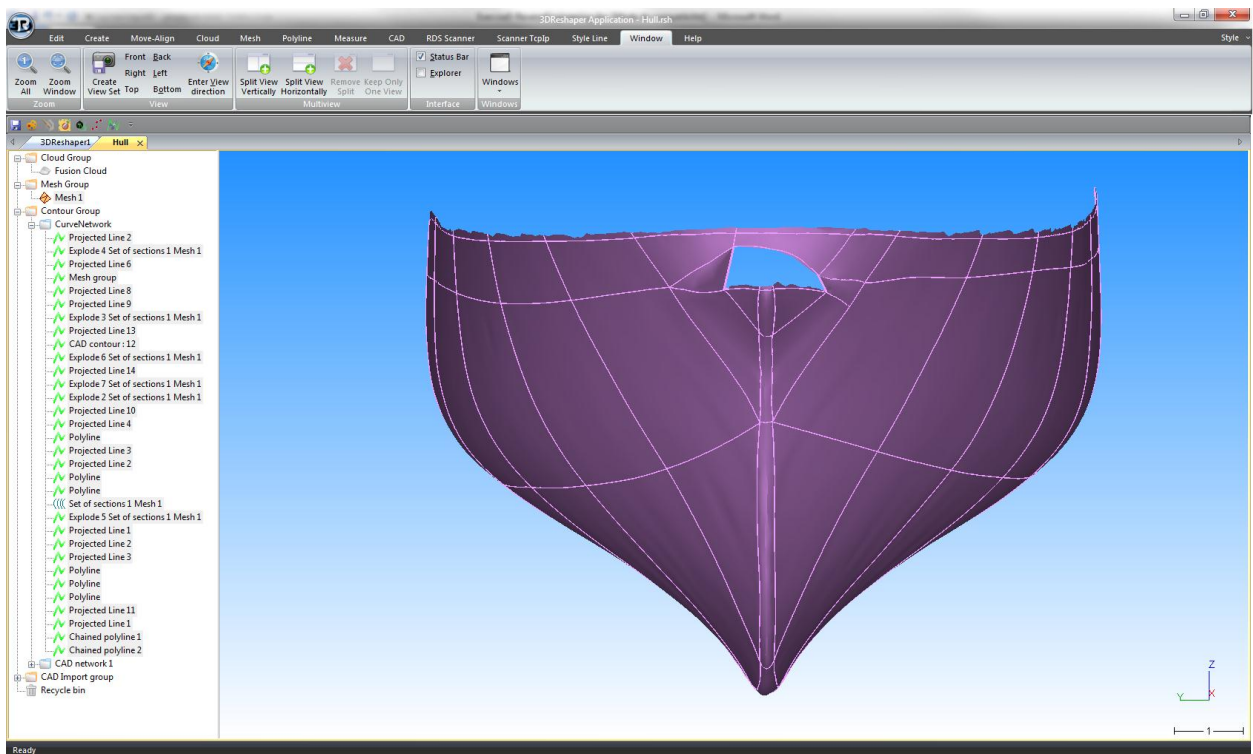 3DReshaper Application - Hull.rsh
3DR
Edit Create Move-Align Cloud Mesh Polyline Measure CAD RDS Scanner Scanner Tcplp Style Line Window Help Style
Zoom All
Zoom Window
Zoom
Create View Set
Front Back
Right Left
Top Bottom
Enter View direction
View
Split View Vertically
Split View Horizontally
Remove Split
Keep Only One View
Multiview
Status Bar
Explorer
Interface
Windows
Windows
3DReshaper1 Hull
Cloud Group
Fusion Cloud
Mesh Group
Mesh 1
Contour Group
CurveNetwork
Projected Line 2
Explode 4 Set of sections 1 Mesh 1
Projected Line 6
Mesh group
Projected Line 8
Projected Line 9
Explode 3 Set of sections 1 Mesh 1
Projected Line 13
CAD contour : 12
Explode 6 Set of sections 1 Mesh 1
Projected Line 14
Explode 7 Set of sections 1 Mesh 1
Explode 2 Set of sections 1 Mesh 1
Projected Line 10
Projected Line 4
Polyline
Projected Line 3
Projected Line 2
Polyline
Polyline
Set of sections 1 Mesh 1
Explode 5 Set of sections 1 Mesh 1
Projected Line 1
Projected Line 2
Projected Line 3
Polyline
Polyline
Polyline
Projected Line 11
Projected Line 1
Chained polyline 1
Chained polyline 2
CAD network 1
CAD Import group
Recycle bin
Z
Y
X
1
Ready